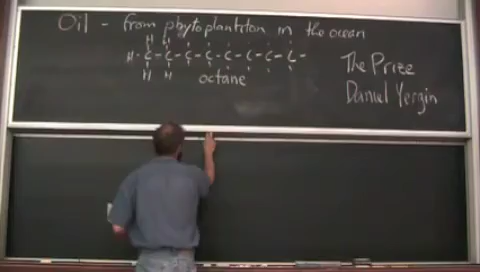 Oil - from phytoplankton in the ocean
H H
H-C-C-C-C-C-C-C-C-
H H
octane
The Prize
Daniel Yergin